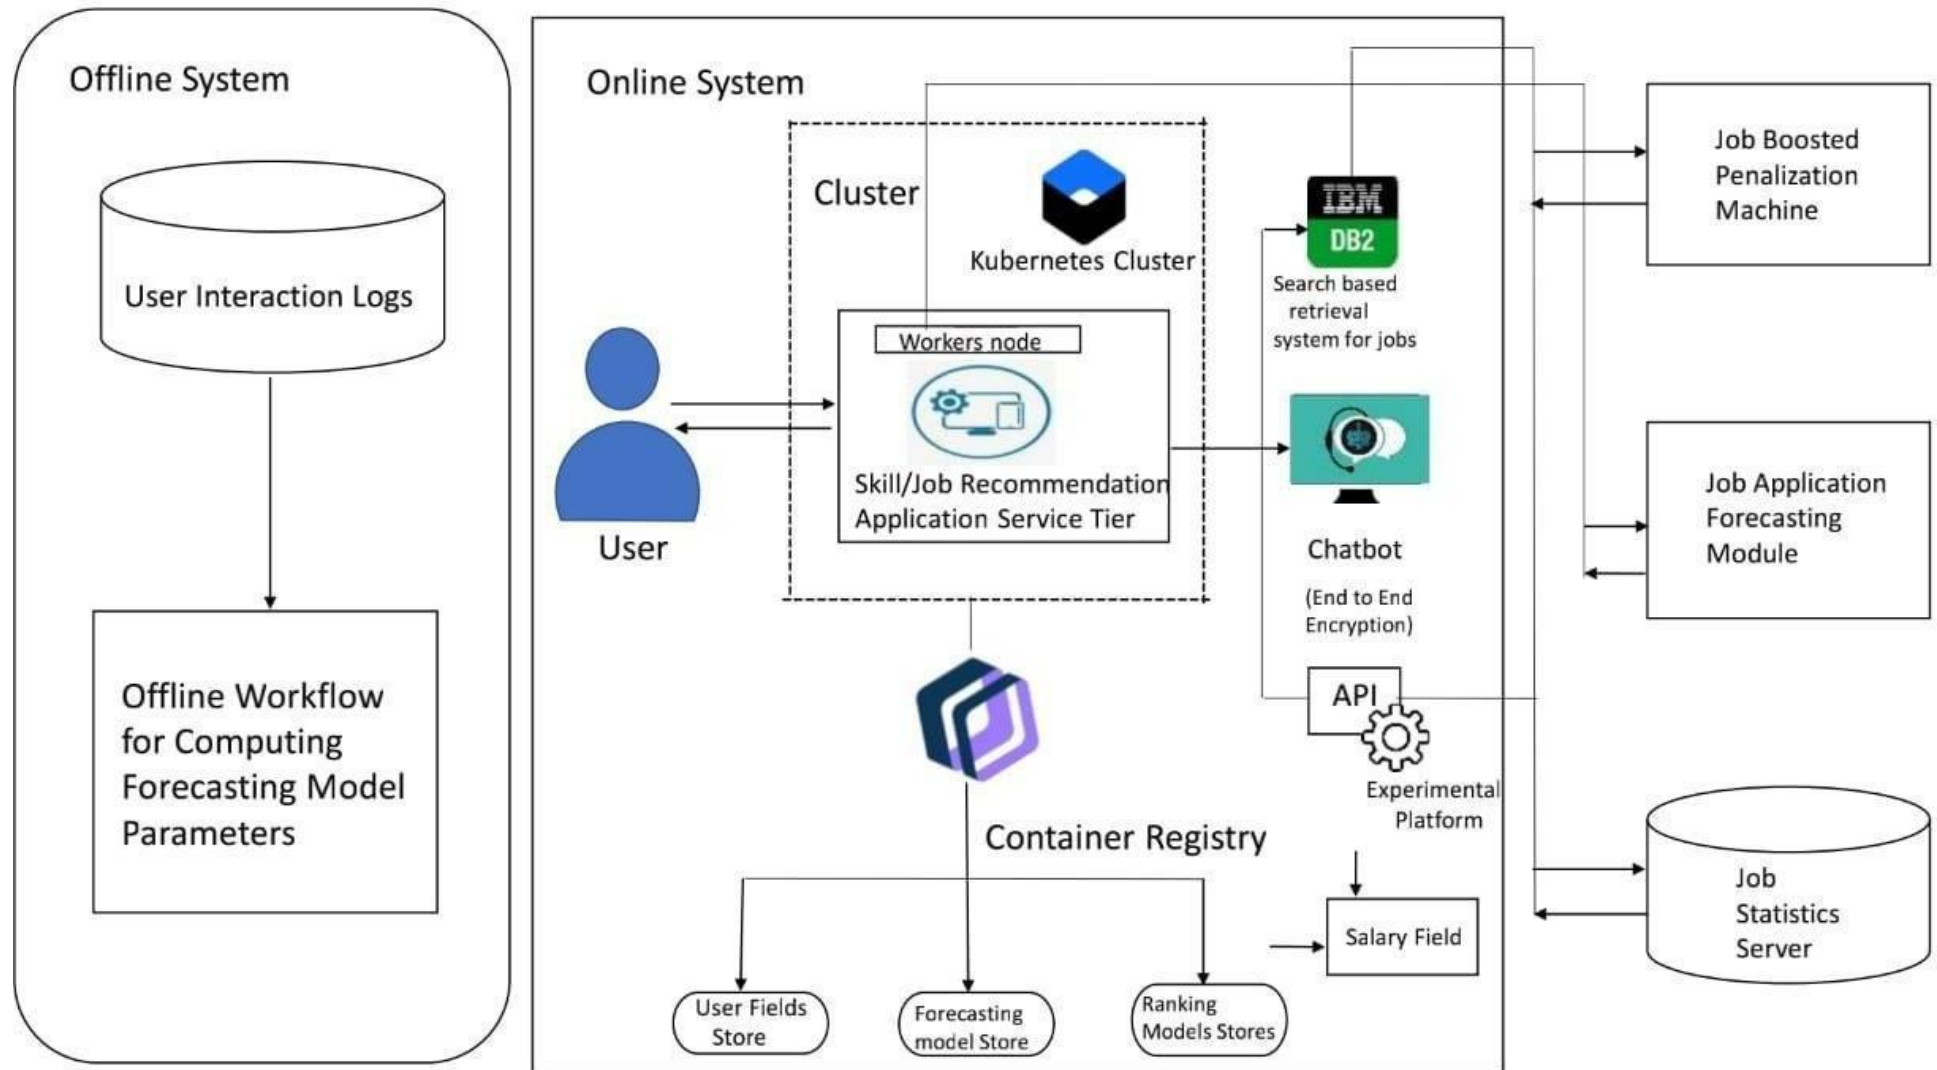 Offline System
User Interaction Logs
Offline Workflow
for Computing
Forecasting Model
Parameters
Online System
Cluster
Kubernetes Cluster
Workers node
Skill/Job Recommendation
Application Service Tier
User
IBM
DB2
Search based
retrieval
system for jobs
Chatbot
(End to End
Encryption)
API
Experimental
Platform
Container Registry
Salary Field
User Fields
Store
Forecasting
model Store
Ranking
Models Stores
Job Boosted
Penalization
Machine
Job Application
Forecasting
Module
Job
Statistics
Server